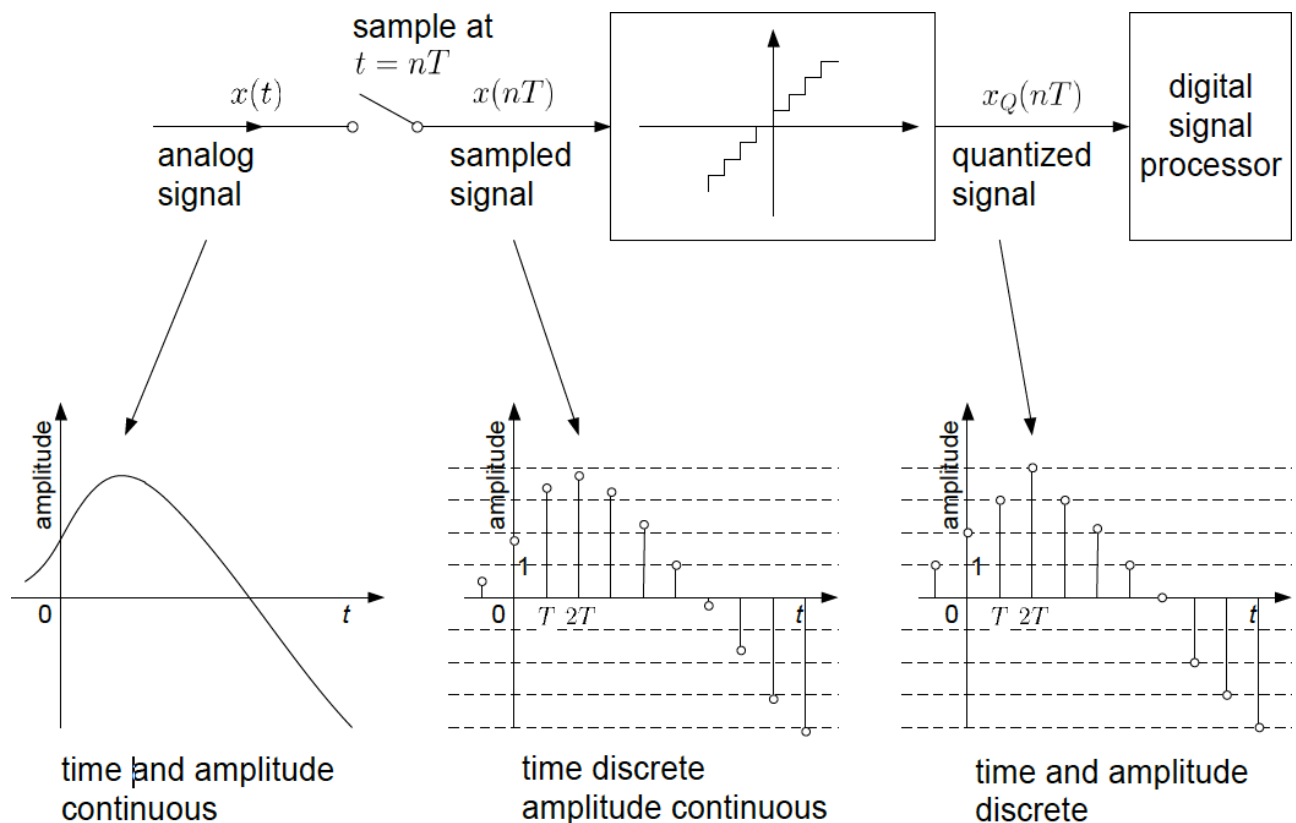 sample at
t = nT
x(t)
x(nT)
x_Q(nT)
analog
signal
sampled
signal
quantized
signal
digital
signal
processor
amplitude
0
t
time and amplitude
continuous
amplitude
1
0
T 2T
t
time discrete
amplitude continuous
amplitude
1
0
T 2T
t
time and amplitude
discrete